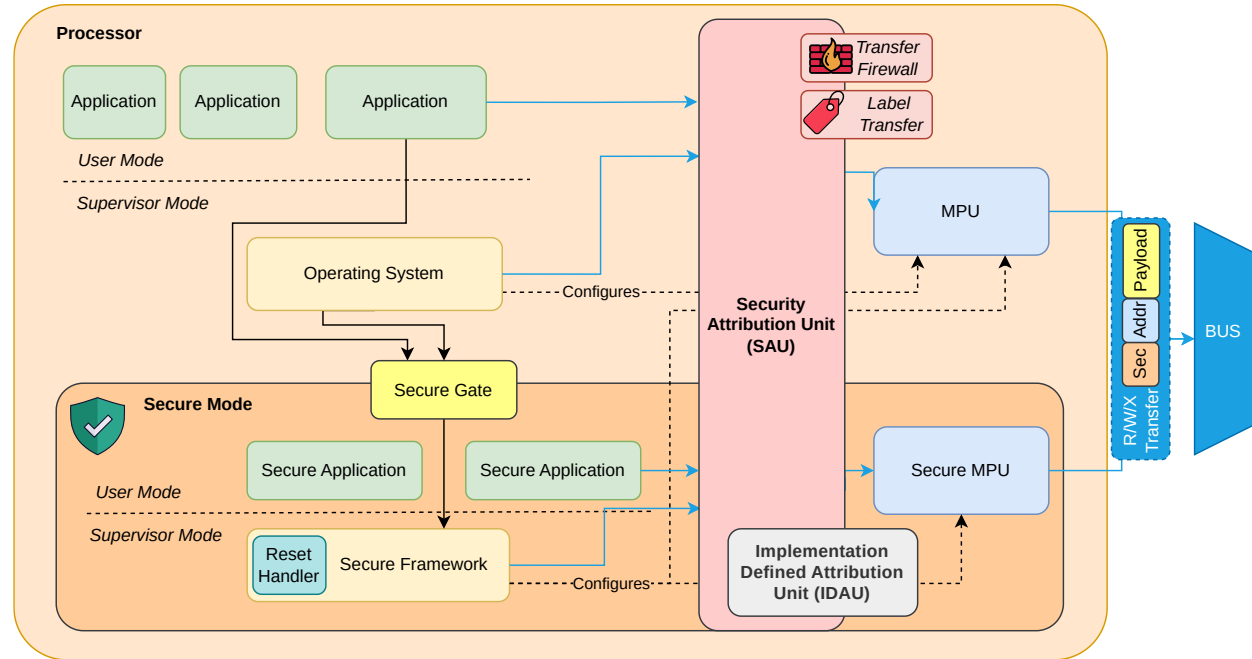 Processor
Transfer
Firewall
Application
Application
Application
Label
Transfer
User Mode
Supervisor Mode
MPU
Operating System
Configures
Security
Attribution Unit
(SAU)
Payload
Addr
Sec
R/W/X
Transfer
BUS
Secure Gate
Secure Mode
Secure Application
Secure Application
Secure MPU
User Mode
Supervisor Mode
Reset
Handler
Secure Framework
Configures
Implementation
Defined Attribution
Unit (IDAU)